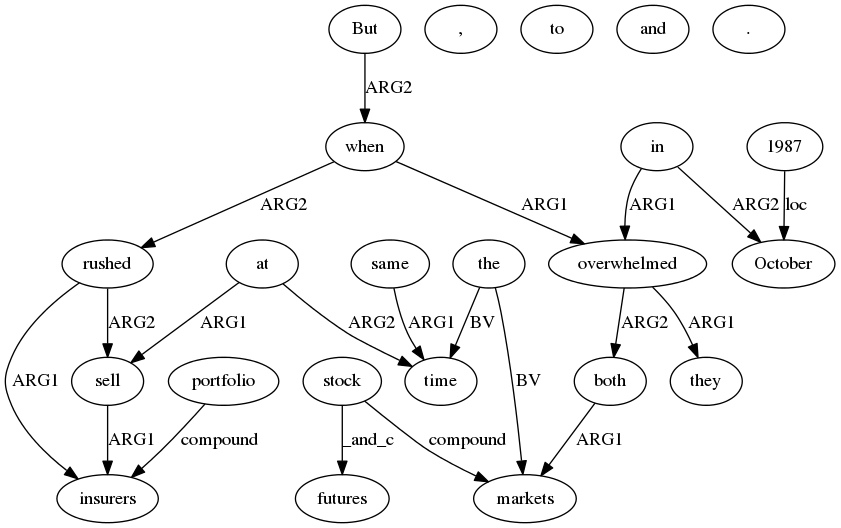 But , to and .
ARG2
when in 1987
ARG2 ARG1 ARG1 ARG2 loc
rushed at same the overwhelmed October
ARG2 ARG1 ARG2 ARG1 BV ARG2 ARG1
ARG1 sell portfolio stock time BV both they
ARG1 compound _and_c compound ARG1
insurers futures markets